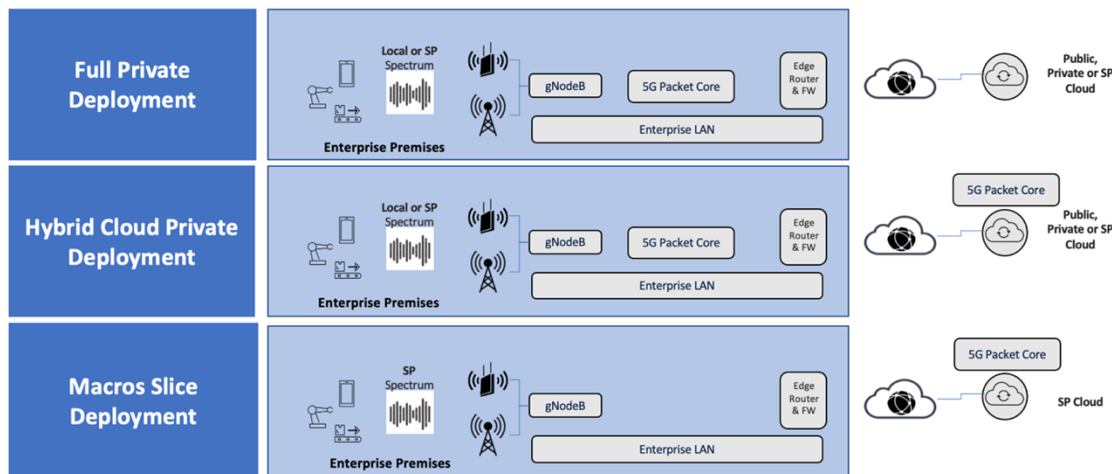 Full Private
Deployment
Local or SP
Spectrum
gNodeB
5G Packet Core
Edge
Router
& FW
Enterprise LAN
Enterprise Premises
Public,
Private or SP
Cloud
Hybrid Cloud Private
Deployment
Local or SP
Spectrum
gNodeB
5G Packet Core
Edge
Router
& FW
Enterprise LAN
Enterprise Premises
5G Packet Core
Public,
Private or SP
Cloud
Macros Slice
Deployment
SP
Spectrum
gNodeB
Edge
Router
& FW
Enterprise LAN
Enterprise Premises
5G Packet Core
SP Cloud